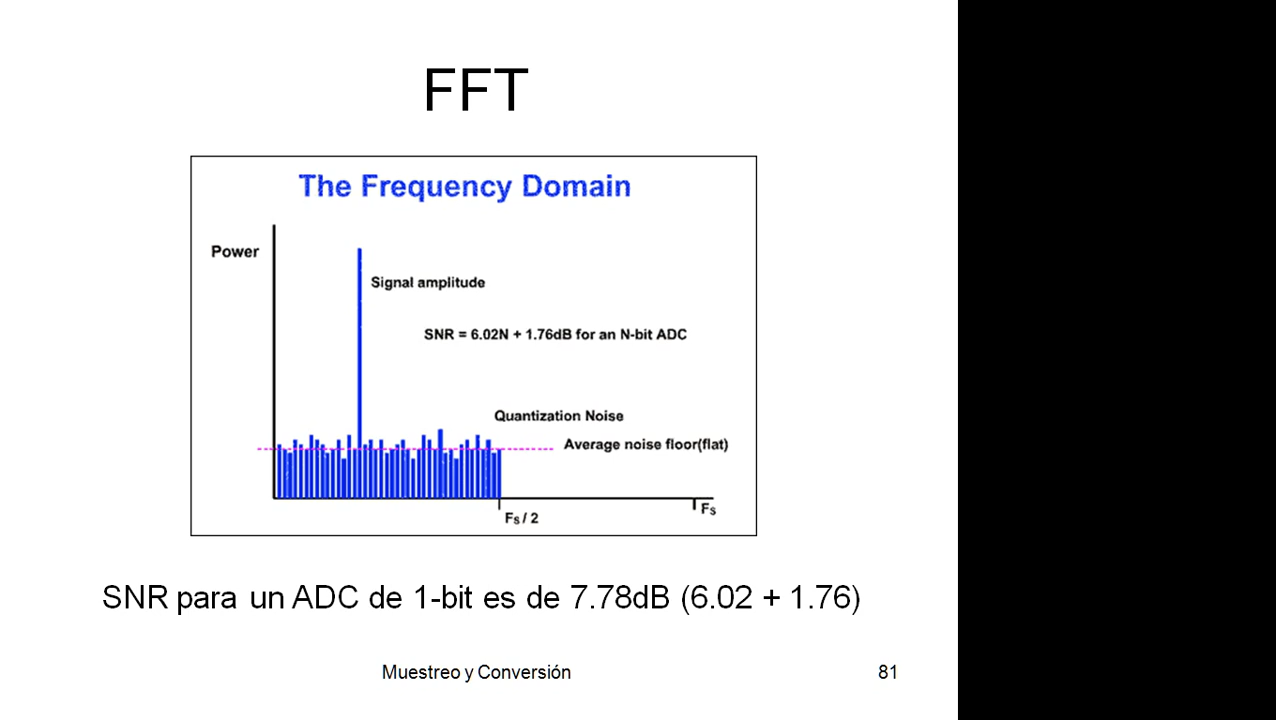 FFT
The Frequency Domain
Power
Signal amplitude
SNR = 6.02N + 1.76dB for an N-bit ADC
Quantization Noise
Average noise floor(flat)
Fs / 2
Fs
SNR para un ADC de 1-bit es de 7.78dB (6.02 + 1.76)
Muestreo y Conversión
81